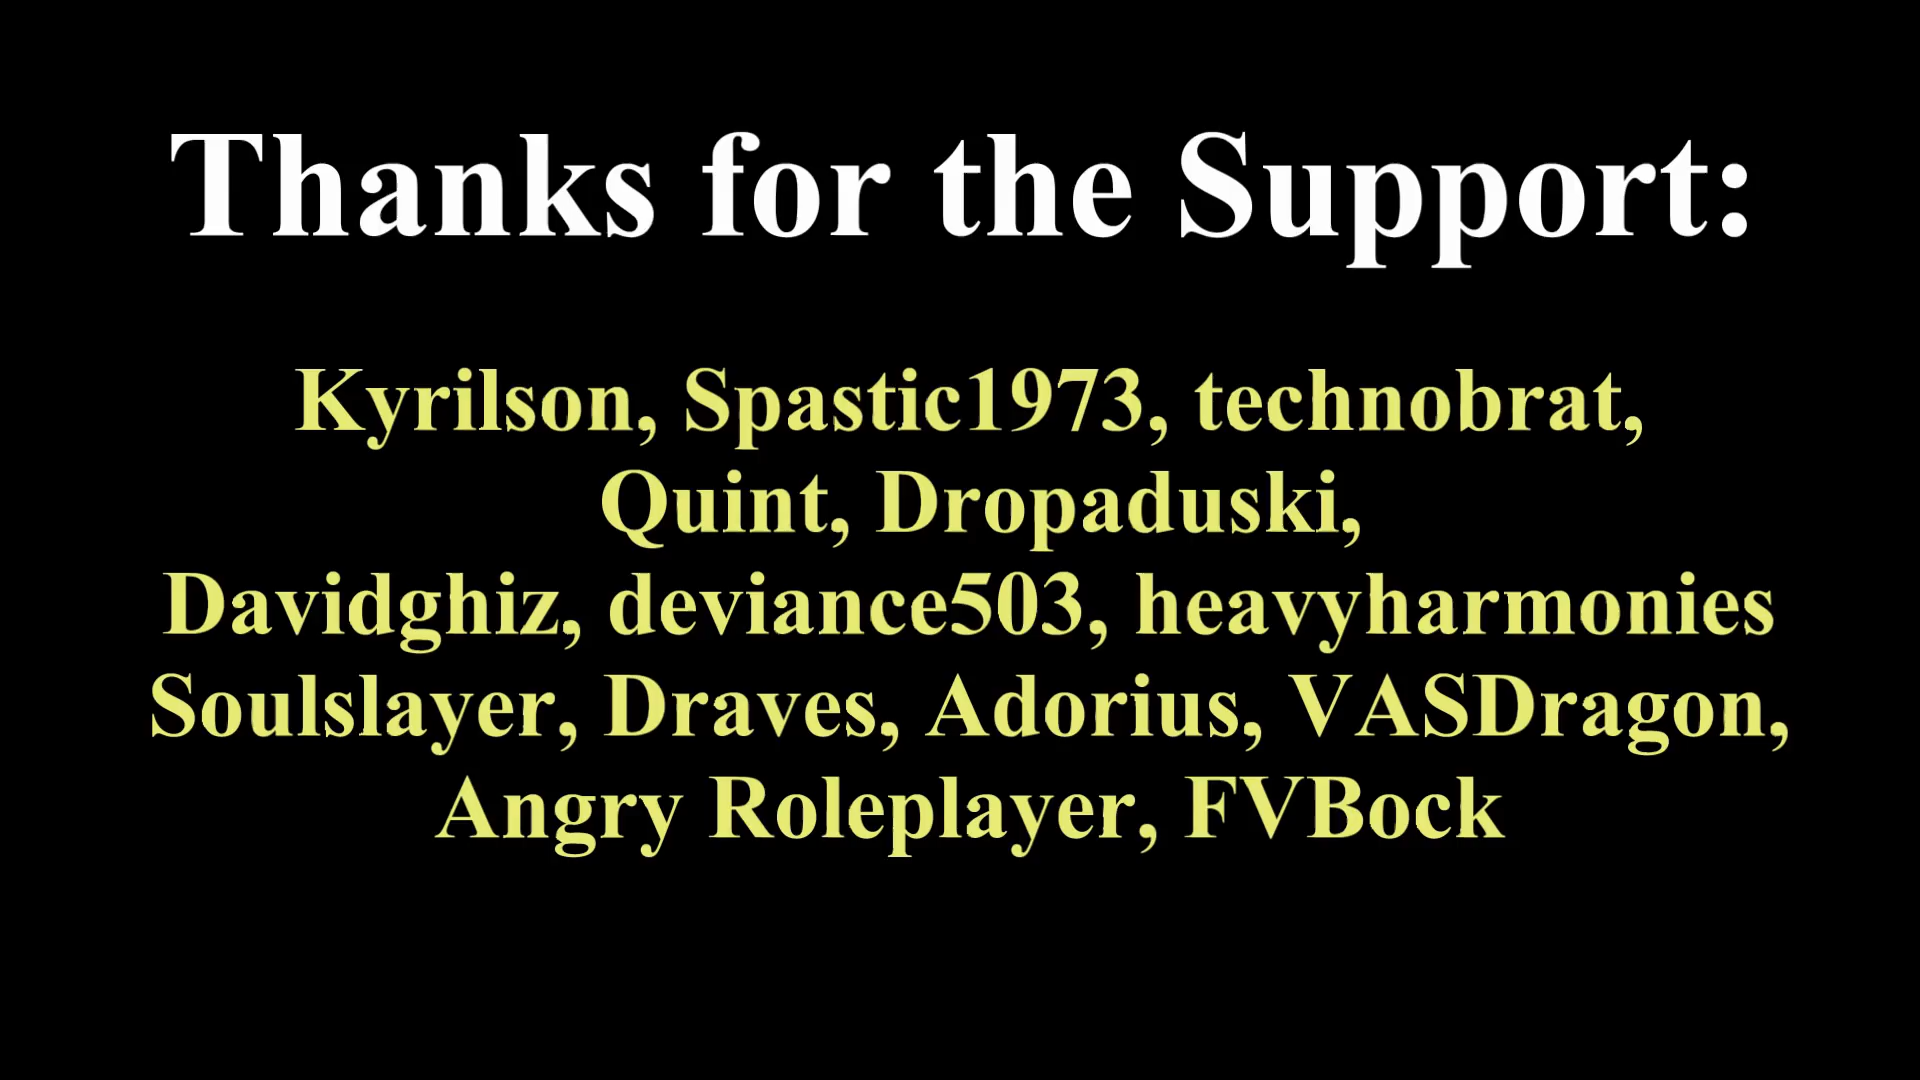 Thanks for the Support:
Kyrilson, Spastic1973, technobrat,
Quint, Dropaduski,
Davidghiz, deviance503, heavyharmonies
Soulslayer, Draves, Adorius, VASDragon,
Angry Roleplayer, FVBock